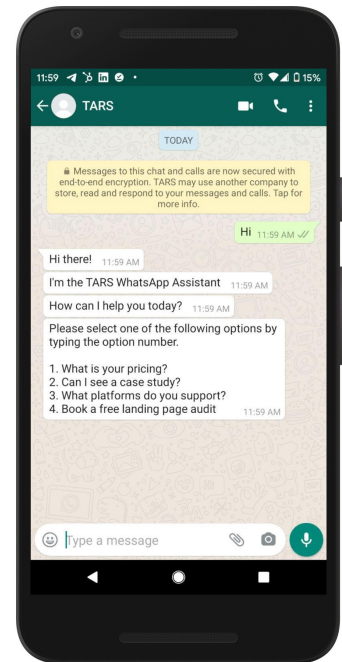 11:59 15%
TARS
TODAY
Messages to this chat and calls are now secured with
end-to-end encryption. TARS may use another company to
store, read and respond to your messages and calls. Tap for
more info.
Hi 11:59 AM
Hi there! 11:59 AM
I'm the TARS WhatsApp Assistant 11:59 AM
How can I help you today? 11:59 AM
Please select one of the following options by
typing the option number.
1. What is your pricing?
2. Can I see a case study?
3. What platforms do you support?
4. Book a free landing page audit 11:59 AM
Type a message